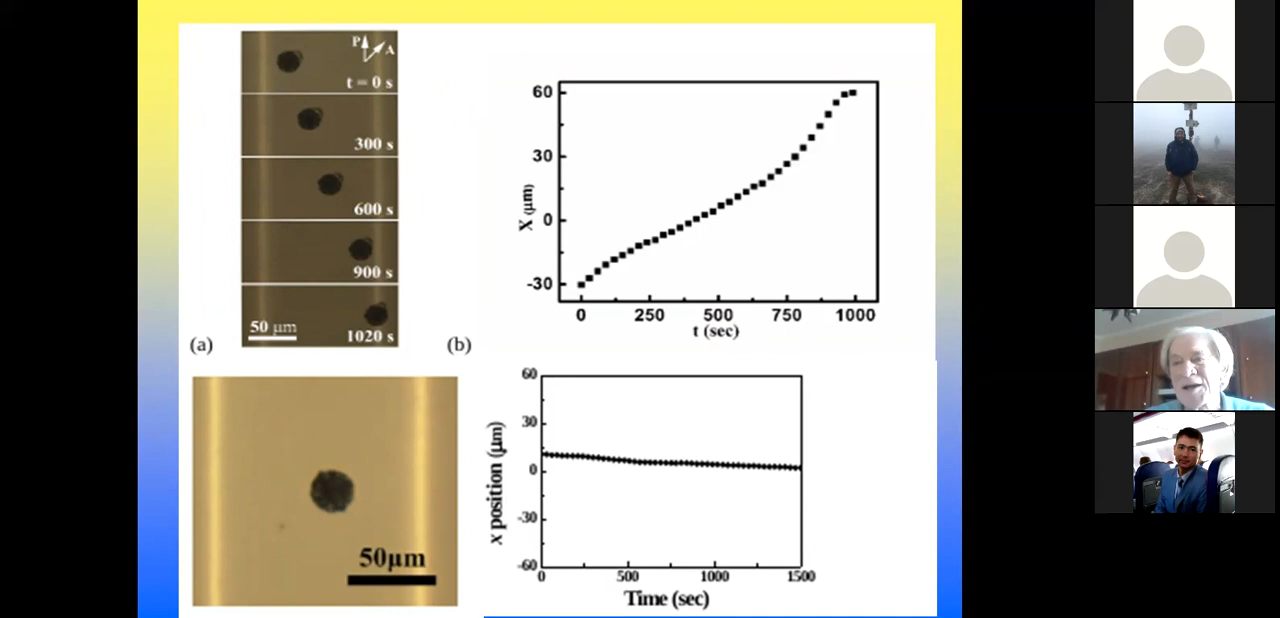 P
A
t = 0 s
300 s
600 s
900 s
50 μm
1020 s
(a)
60
30
0
-30
X (μm)
0 250 500 750 1000
t (sec)
(b)
50μm
60
30
0
-30
-60
x position (μm)
0 500 1000 1500
Time (sec)